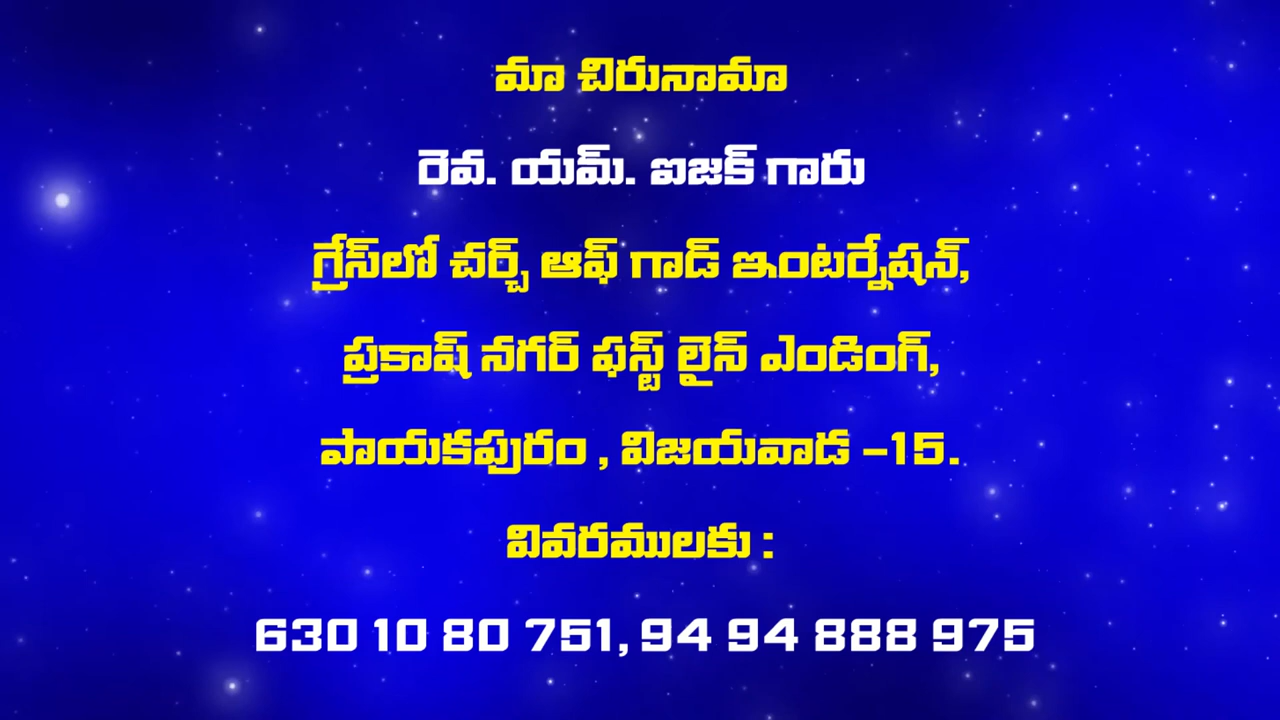 మా చిరునామా
రెవ. యమ్. ఐజక్ గారు
గ్రేస్‌లో చర్చ్ ఆఫ్ గాడ్ ఇంటర్నేషన్,
ప్రకాష్ నగర్ ఫస్ట్ లైన్ ఎండింగ్,
పాయకపురం , విజయవాడ –15.
వివరములకు :
630 10 80 751, 94 94 888 975